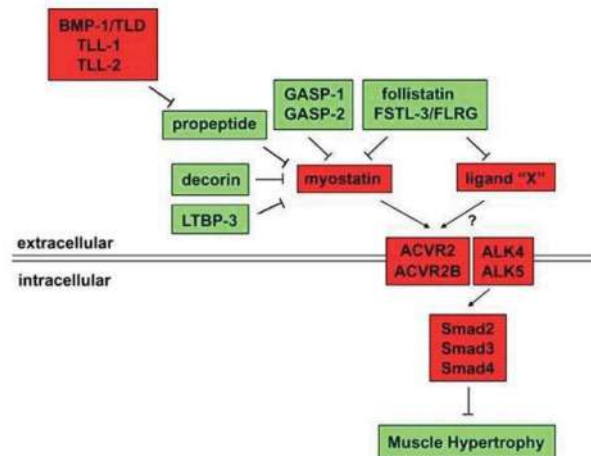 BMP-1/TLD
TLL-1
TLL-2
GASP-1
GASP-2
follistatin
FSTL-3/FLRG
propeptide
decorin
myostatin
ligand "X"
LTBP-3
?
extracellular
intracellular
ACVR2
ACVR2B
ALK4
ALK5
Smad2
Smad3
Smad4
Muscle Hypertrophy